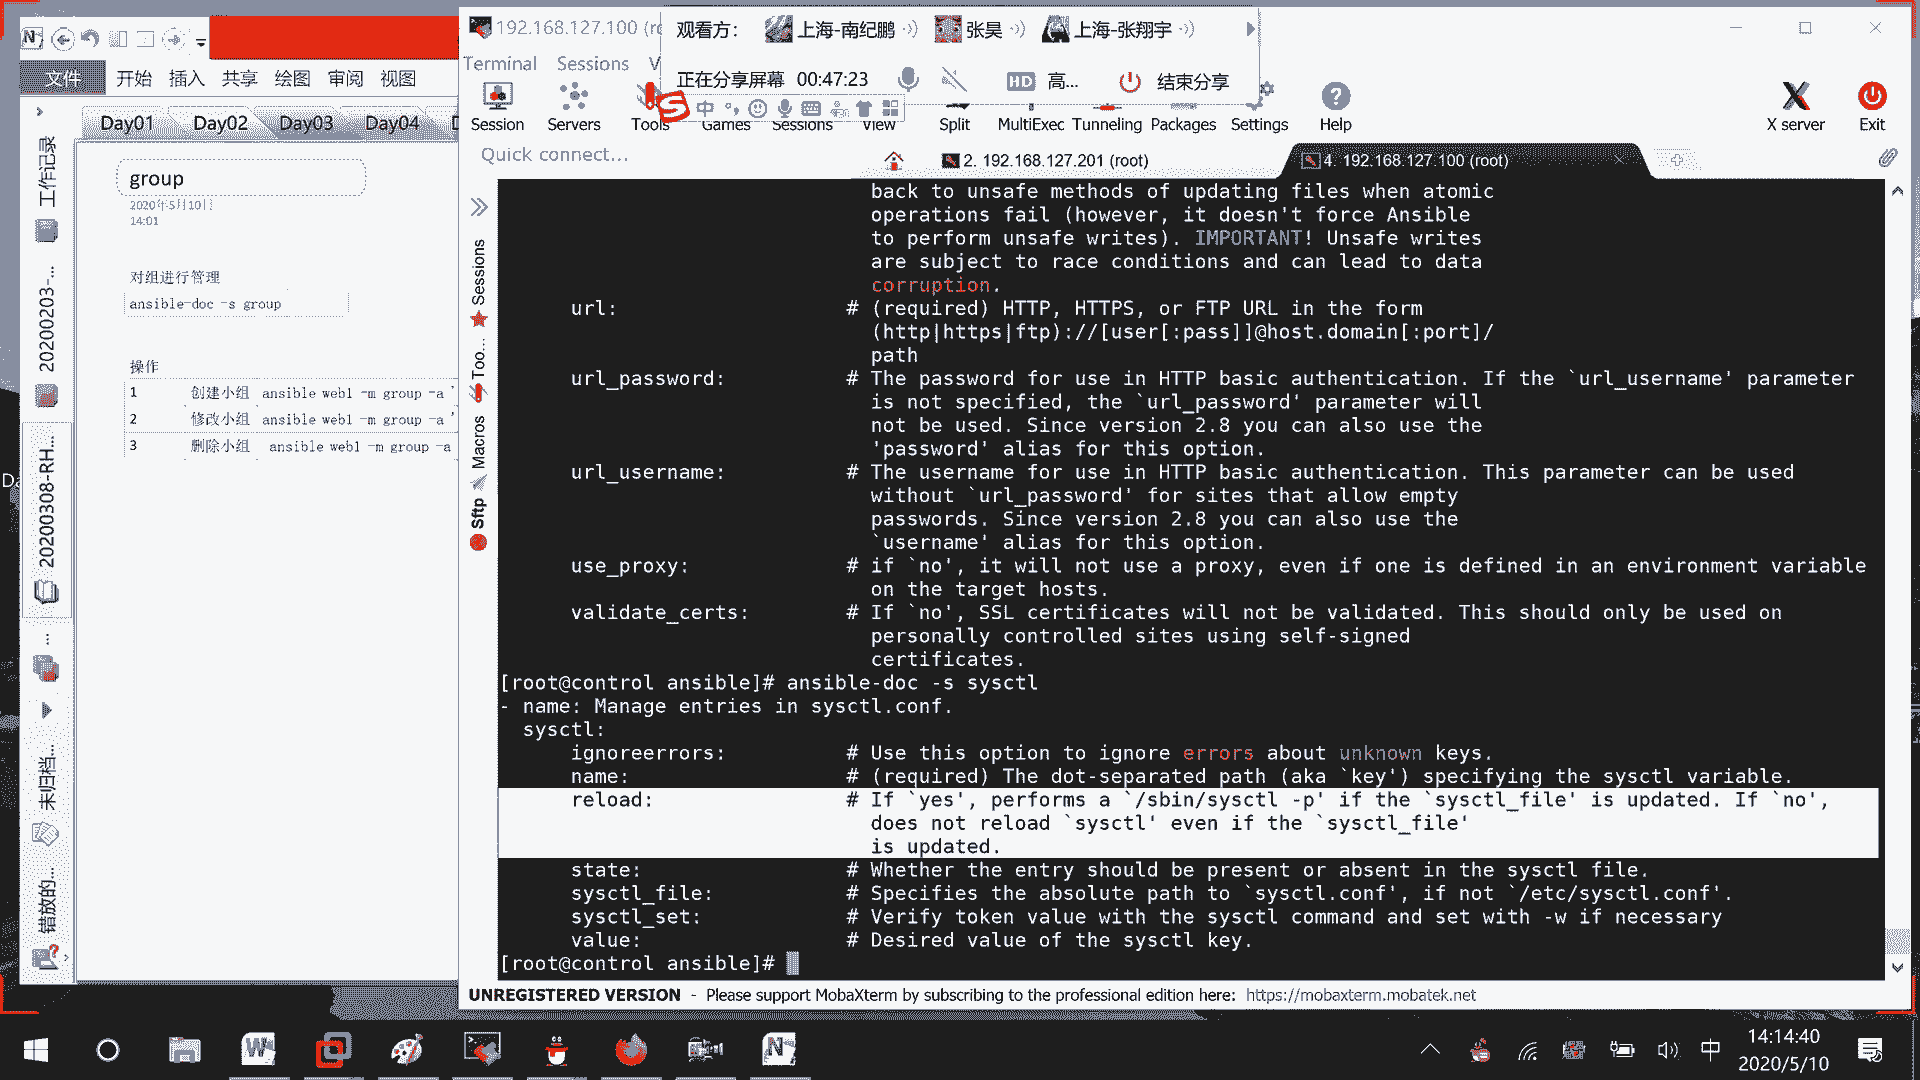 192.168.127.100 (ro
观看方:
上海-南纪鹏
张昊
上海-张翔宇
正在分享屏幕 00:47:23
HD 高...
结束分享
文件 开始 插入 共享 绘图 审阅 视图
Terminal Sessions V
Session Servers Tools Games Sessions View Split MultiExec Tunneling Packages Settings Help
X server Exit
中
Quick connect...
2. 192.168.127.201 (root)
4. 192.168.127.100 (root)
Day01 Day02 Day03 Day04
工作记录
20200203-...
20200308-RH...
...
未归档...
错放的...
group
2020年5月10日
14:01
对组进行管理
ansible-doc -s group
操作
1 创建小组 ansible web1 -m group -a '
2 修改小组 ansible web1 -m group -a '
3 删除小组 ansible web1 -m group -a
Sessions
Too...
Macros
Sftp
back to unsafe methods of updating files when atomic
operations fail (however, it doesn't force Ansible
to perform unsafe writes). IMPORTANT! Unsafe writes
are subject to race conditions and can lead to data
corruption.
url: # (required) HTTP, HTTPS, or FTP URL in the form
(http|https|ftp)://[user[:pass]]@host.domain[:port]/
path
url_password: # The password for use in HTTP basic authentication. If the `url_username' parameter
is not specified, the `url_password' parameter will
not be used. Since version 2.8 you can also use the
'password' alias for this option.
url_username: # The username for use in HTTP basic authentication. This parameter can be used
without `url_password' for sites that allow empty
passwords. Since version 2.8 you can also use the
`username' alias for this option.
use_proxy: # if `no', it will not use a proxy, even if one is defined in an environment variable
on the target hosts.
validate_certs: # If `no', SSL certificates will not be validated. This should only be used on
personally controlled sites using self-signed
certificates.
[root@control ansible]# ansible-doc -s sysctl
- name: Manage entries in sysctl.conf.
sysctl:
ignoreerrors: # Use this option to ignore errors about unknown keys.
name: # (required) The dot-separated path (aka `key') specifying the sysctl variable.
reload: # If `yes', performs a `/sbin/sysctl -p' if the `sysctl_file' is updated. If `no',
does not reload `sysctl' even if the `sysctl_file'
is updated.
state: # Whether the entry should be present or absent in the sysctl file.
sysctl_file: # Specifies the absolute path to `sysctl.conf', if not `/etc/sysctl.conf'.
sysctl_set: # Verify token value with the sysctl command and set with -w if necessary
value: # Desired value of the sysctl key.
[root@control ansible]#
UNREGISTERED VERSION - Please support MobaXterm by subscribing to the professional edition here: https://mobaxterm.mobatek.net
中
14:14:40
2020/5/10